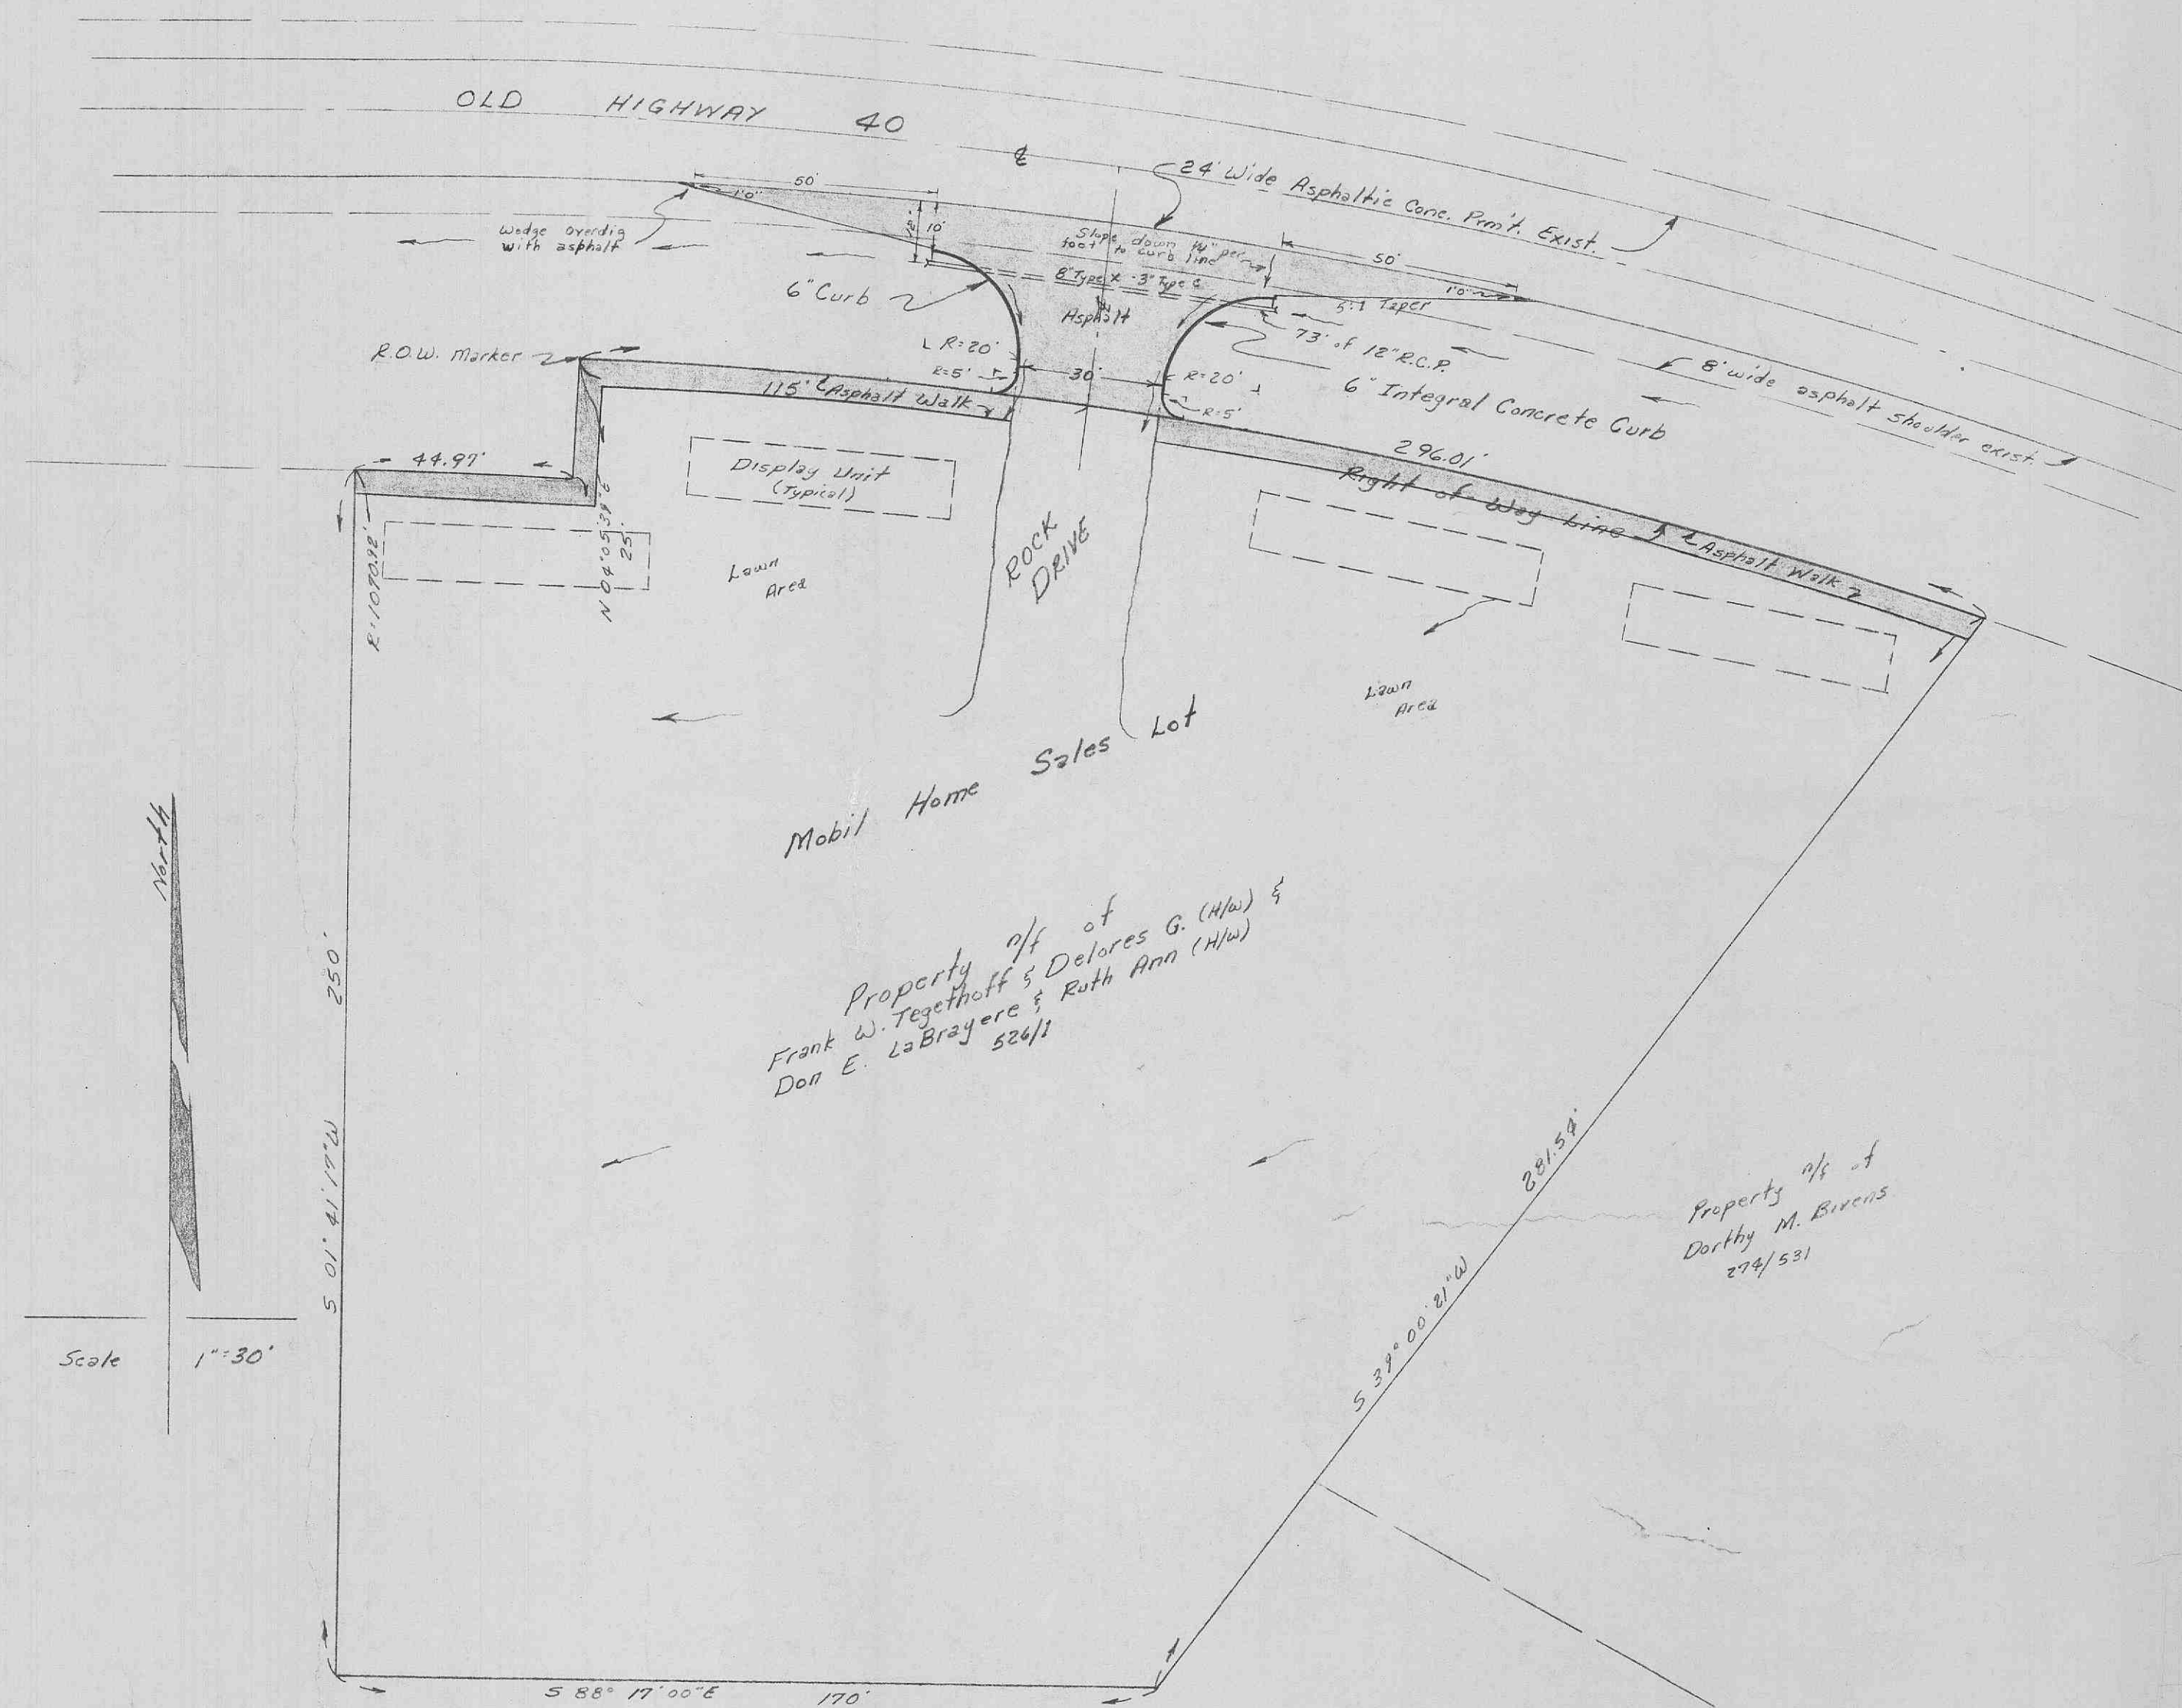 OLD HIGHWAY 40
24' Wide Asphaltic Conc. Pvm't. Exist.
50'
1'0"
10'
12'
Wedge overdig
with asphalt
Slope down 1/4" per
foot to curb line
50'
1'0"
5:1 Taper
8" Type X - 3" Type C
Asphalt
6" Curb
73' of 12" R.C.P.
6" Integral Concrete Curb
8' wide asphalt shoulder exist.
R.O.W. Marker
R=20'
R=5'
30'
R=20'
R=5'
115'
Asphalt Walk
296.01'
Right of Way Line
Asphalt Walk
44.97'
R=1090.92'
N 04° 05' 39" E
25'
Display Unit
(Typical)
Lawn
Area
ROCK
DRIVE
Lawn
Area
Mobil Home Sales Lot
Property n/f of
Frank W. Tegethoff & Delores G. (H/W) &
Don E. LaBrayere & Ruth Ann (H/W)
526/1
North
Scale 1"=30'
250'
S 01° 41' 17" W
281.54'
S 39° 00' 21" W
Property n/f of
Dorthy M. Bivens
274/531
S 88° 17' 00" E 170'